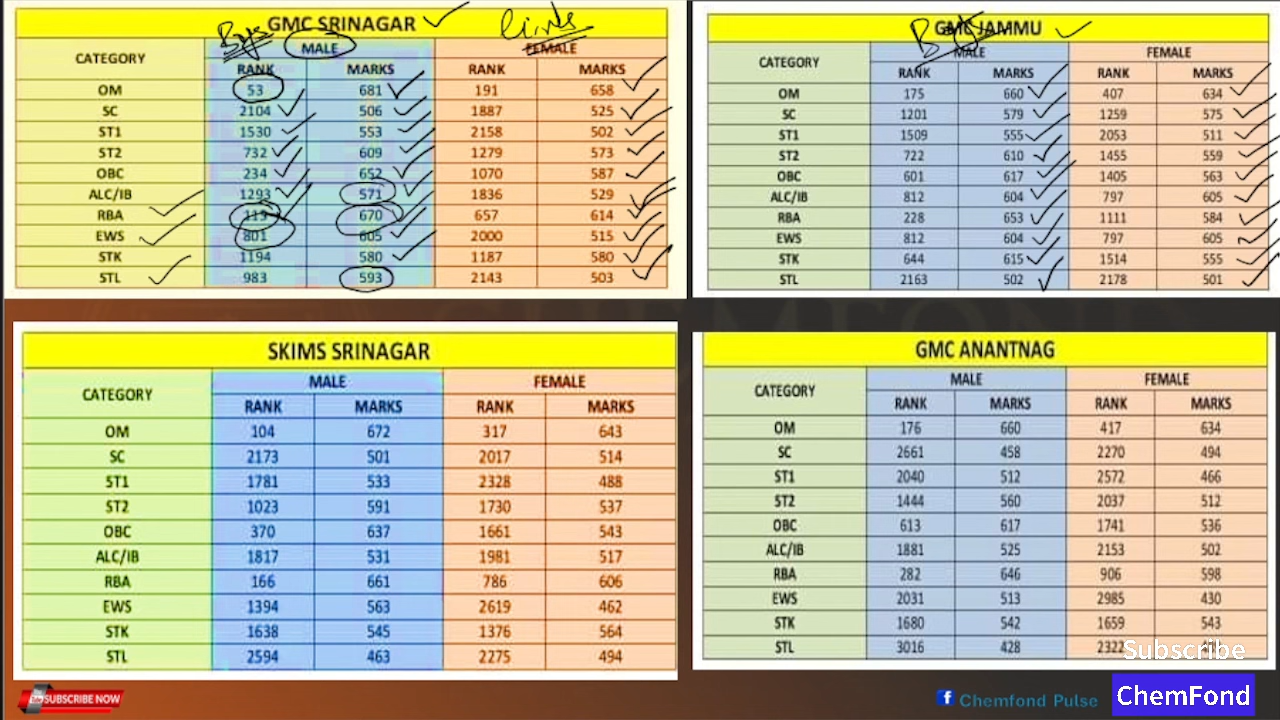 GMC SRINAGAR
Boys
Girls
CATEGORY MALE FEMALE
RANK MARKS RANK MARKS
OM 53 681 191 658
SC 2104 506 1887 525
ST1 1530 553 2158 502
ST2 732 609 1279 573
OBC 234 652 1070 587
ALC/IB 1293 571 1836 529
RBA 670 657 614
EWS 801 605 2000 515
STK 1194 580 1187 580
STL 983 593 2143 503
GMC JAMMU
CATEGORY MALE FEMALE
RANK MARKS RANK MARKS
OM 175 660 407 634
SC 1201 579 1259 575
ST1 1509 555 2053 511
ST2 722 610 1455 559
OBC 601 617 1405 563
ALC/IB 812 604 797 605
RBA 228 653 1111 584
EWS 812 604 797 605
STK 644 615 1514 555
STL 2163 502 2178 501
SKIMS SRINAGAR
CATEGORY MALE FEMALE
RANK MARKS RANK MARKS
OM 104 672 317 643
SC 2173 501 2017 514
ST1 1781 533 2328 488
ST2 1023 591 1730 537
OBC 370 637 1661 543
ALC/IB 1817 531 1981 517
RBA 166 661 786 606
EWS 1394 563 2619 462
STK 1638 545 1376 564
STL 2594 463 2275 494
GMC ANANTNAG
CATEGORY MALE FEMALE
RANK MARKS RANK MARKS
OM 176 660 417 634
SC 2661 458 2270 494
ST1 2040 512 2572 466
ST2 1444 560 2037 512
OBC 613 617 1741 536
ALC/IB 1881 525 2153 502
RBA 282 646 906 598
EWS 2031 513 2985 430
STK 1680 542 1659 543
STL 3016 428
Subscribe
SUBSCRIBE NOW
f Chemfond Pulse
ChemFond